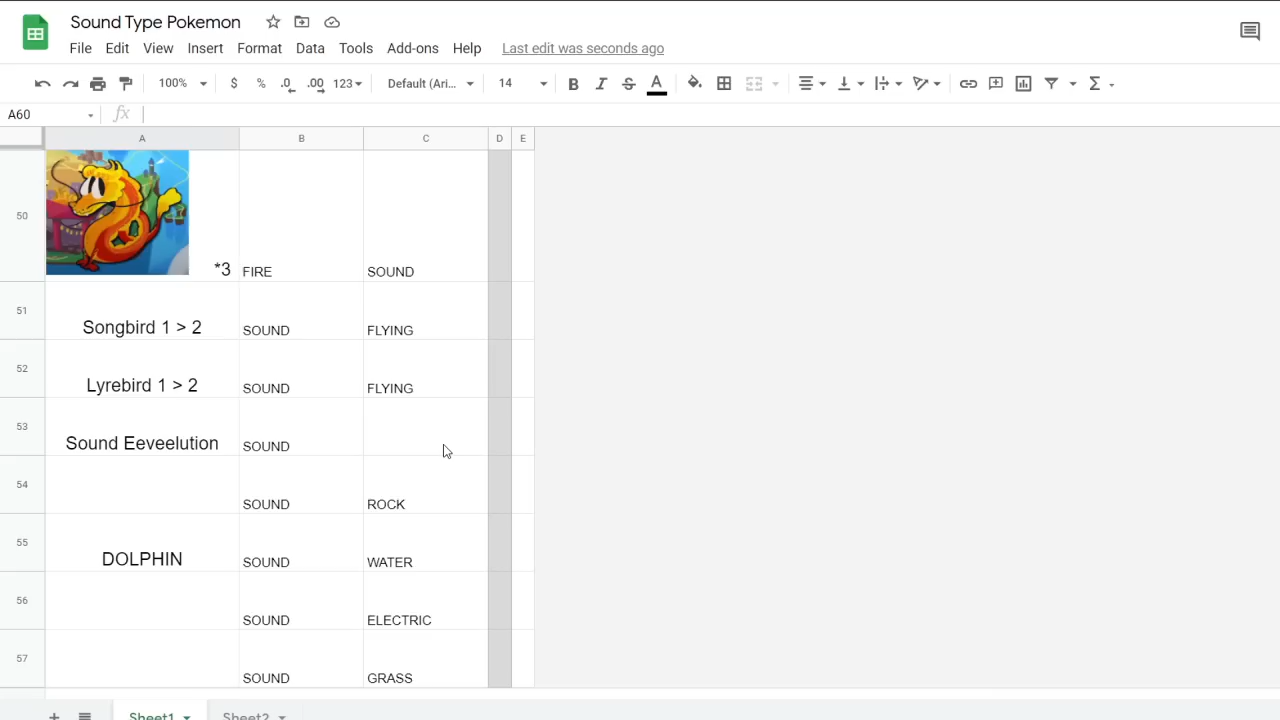 Sound Type Pokemon
File Edit View Insert Format Data Tools Add-ons Help Last edit was seconds ago
100% $ % .0 .00 123 Default (Ari... 14 B I S A Σ
A60 fx
A B C D E
50 *3 FIRE SOUND
51 Songbird 1 > 2 SOUND FLYING
52 Lyrebird 1 > 2 SOUND FLYING
53 Sound Eeveelution SOUND
54 SOUND ROCK
55 DOLPHIN SOUND WATER
56 SOUND ELECTRIC
57 SOUND GRASS
+ Sheet1 Sheet2